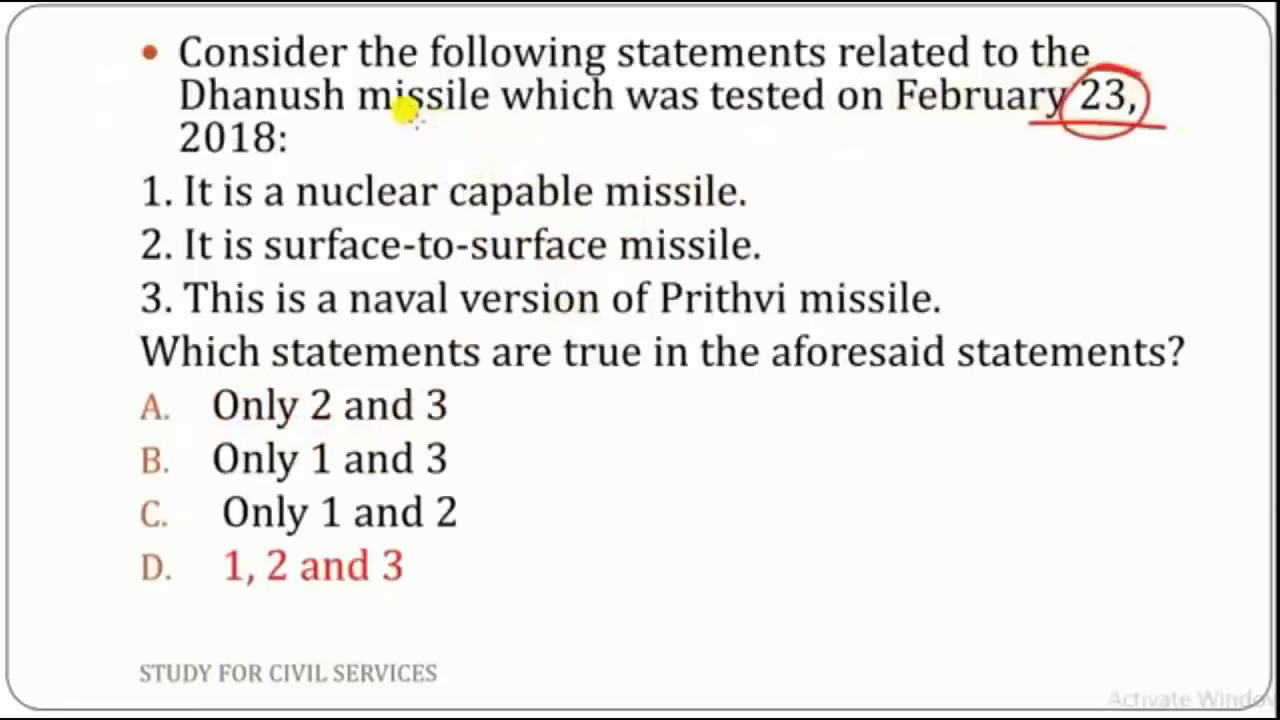 • Consider the following statements related to the
Dhanush missile which was tested on February 23,
2018:
1. It is a nuclear capable missile.
2. It is surface-to-surface missile.
3. This is a naval version of Prithvi missile.
Which statements are true in the aforesaid statements?
A. Only 2 and 3
B. Only 1 and 3
C. Only 1 and 2
D. 1, 2 and 3
STUDY FOR CIVIL SERVICES
Activate Windo